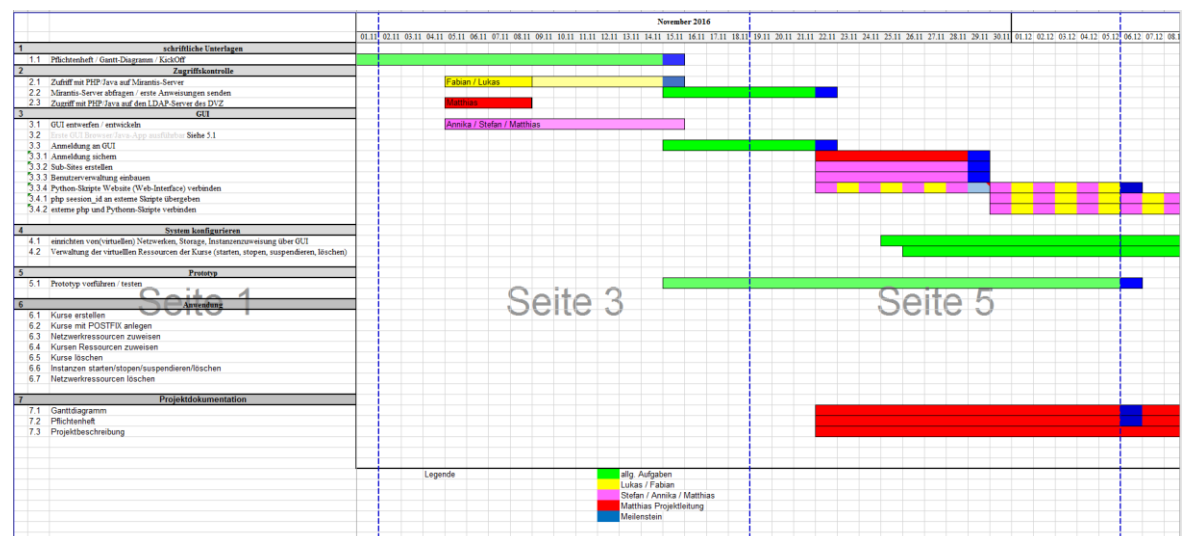 November 2016
01.11 02.11 03.11 04.11 05.11 06.11 07.11 08.11 09.11 10.11 11.11 12.11 13.11 14.11 15.11 16.11 17.11 18.11 19.11 20.11 21.11 22.11 23.11 24.11 25.11 26.11 27.11 28.11 29.11 30.11 01.12 02.12 03.12 04.12 05.12 06.12 07.12 08.1
1 schriftliche Unterlagen
1.1 Pflichtenheft / Gantt-Diagramm / KickOff
2 Zugriffskontrolle
2.1 Zufriff mit PHP/Java auf Mirantis-Server Fabian / Lukas
2.2 Mirantis-Server abfragen / erste Anweisungen senden
2.3 Zugriff mit PHP/Java auf den LDAP-Server des DVZ Matthias
3 GUI
3.1 GUI entwerfen / entwickeln Annika / Stefan / Matthias
3.2 Erste GUI Browser/Java-App ausführbar Siehe 5.1
3.3 Anmeldung an GUI
3.3.1 Anmeldung sichern
3.3.2 Sub-Sites erstellen
3.3.3 Benutzerverwaltung einbauen
3.3.4 Python-Skripte Website (Web-Interface) verbinden
3.4.1 php seession_id an externe Skripte übergeben
3.4.2 externe php und Pythonn-Skripte verbinden
4 System konfigurieren
4.1 einrichten von(virtuellen) Netzwerken, Storage, Instanzenzuweisung über GUI
4.2 Verwaltung der virtuelllen Ressourcen der Kurse (starten, stopen, suspendieren, löschen)
5 Prototyp
5.1 Prototyp vorführen / testen
Seite 1 Seite 3 Seite 5
6 Anwendung
6.1 Kurse erstellen
6.2 Kurse mit POSTFIX anlegen
6.3 Netzwerkressourcen zuweisen
6.4 Kursen Ressourcen zuweisen
6.5 Kurse löschen
6.6 Instanzen starten/stopen/suspendieren/löschen
6.7 Netzwerkressourcen löschen
7 Projektdokumentation
7.1 Ganttdiagramm
7.2 Pflichtenheft
7.3 Projektbeschreibung
Legende allg. Aufgaben
Lukas / Fabian
Stefan / Annika / Matthias
Matthias Projektleitung
Meilenstein